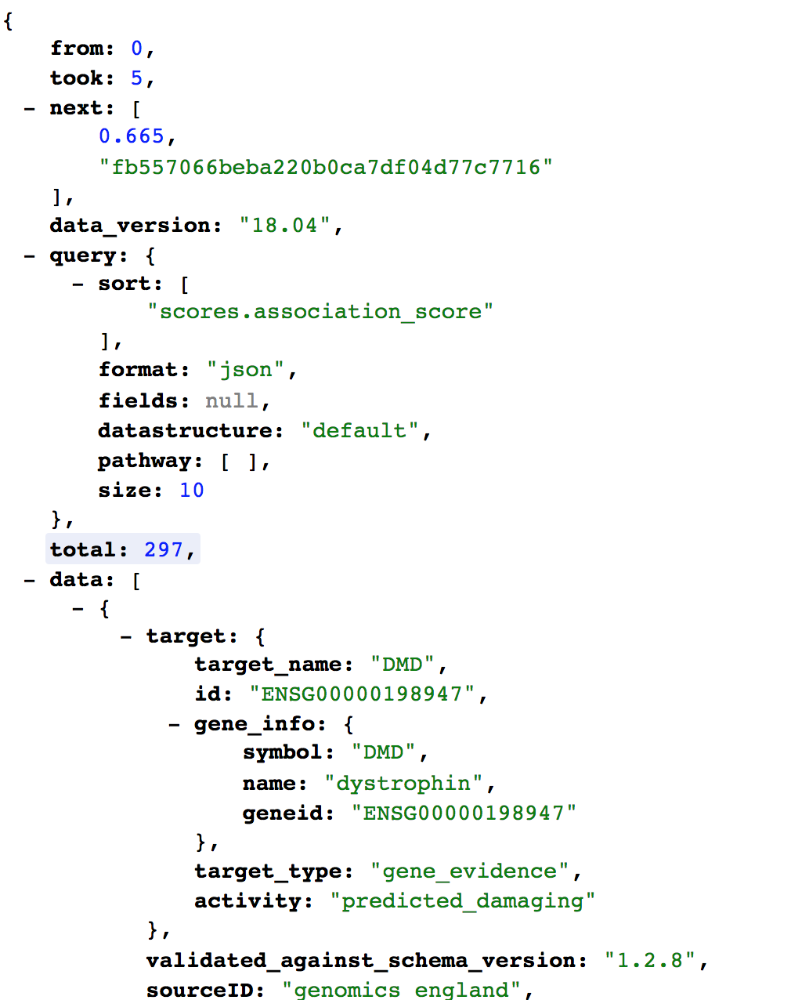 {
from: 0,
took: 5,
- next: [
0.665,
"fb557066beba220b0ca7df04d77c7716"
],
data_version: "18.04",
- query: {
- sort: [
"scores.association_score"
],
format: "json",
fields: null,
datastructure: "default",
pathway: [ ],
size: 10
},
total: 297,
- data: [
- {
- target: {
target_name: "DMD",
id: "ENSG00000198947",
- gene_info: {
symbol: "DMD",
name: "dystrophin",
geneid: "ENSG00000198947"
},
target_type: "gene_evidence",
activity: "predicted_damaging"
},
validated_against_schema_version: "1.2.8",
sourceID: "genomics_england",